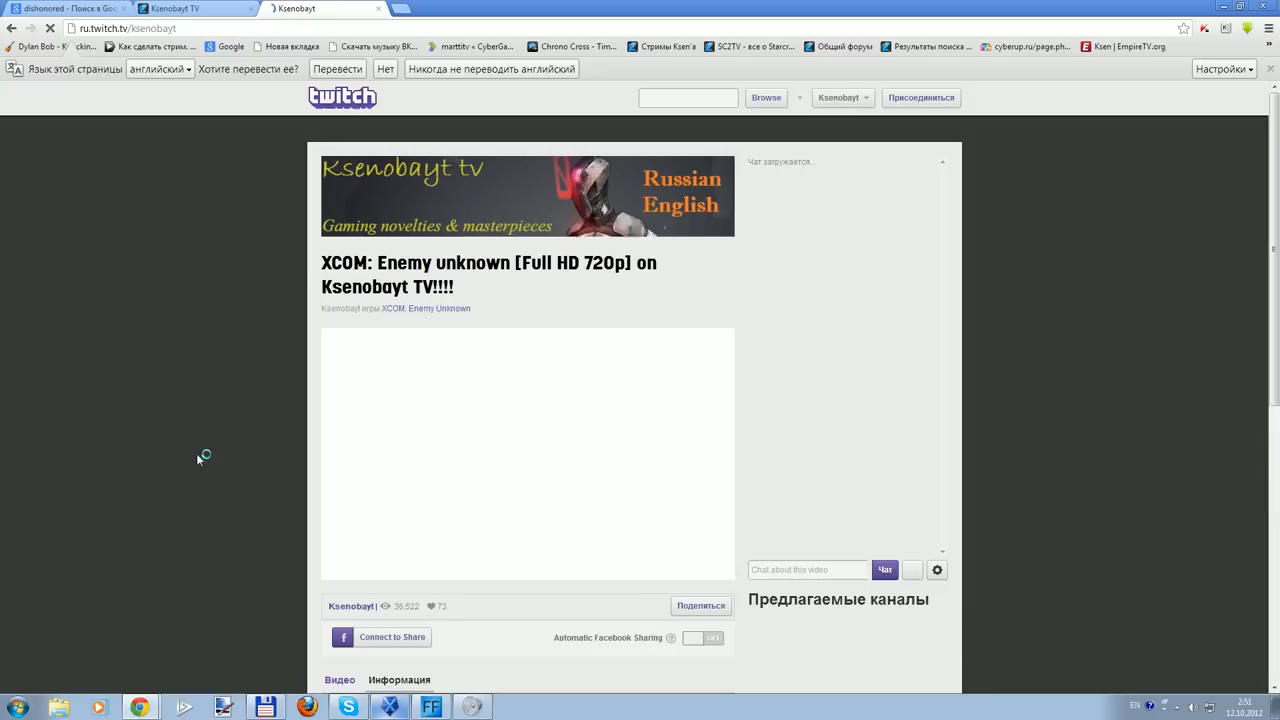 dishonored - Поиск в Goo
Ksenobayt TV
Ksenobayt
ru.twitch.tv/ksenobayt
Как сделать стрим. ...
Google
Новая вкладка
Скачать музыку ВК...
marttitv « CyberGa...
Chrono Cross - Tim...
Стримы Ksen'a
SC2TV - все о Starcr...
Общий форум
Результаты поиска ...
cyberup.ru/page.ph...
Ksen | EmpireTV.org
»
Язык этой страницы английский Хотите перевести её? Перевести Нет Никогда не переводить английский Настройки
twitch Browse Ksenobayt Присоединиться
Ksenobayt tv
Russian
English
Gaming novelties & masterpieces
Чат загружается...
XCOM: Enemy unknown [Full HD 720p] on
Ksenobayt TV!!!!
Ksenobayt игры XCOM: Enemy Unknown
Chat about this video Чат
Предлагаемые каналы
Ksenobayt | 36,522 73 Поделиться
f Connect to Share Automatic Facebook Sharing ? OFF
Видео Информация
EN
2:51
12.10.2012